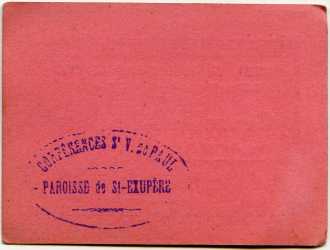 CONFÉRENCES St V. de PAUL
PAROISSE de St-EXUPÈRE